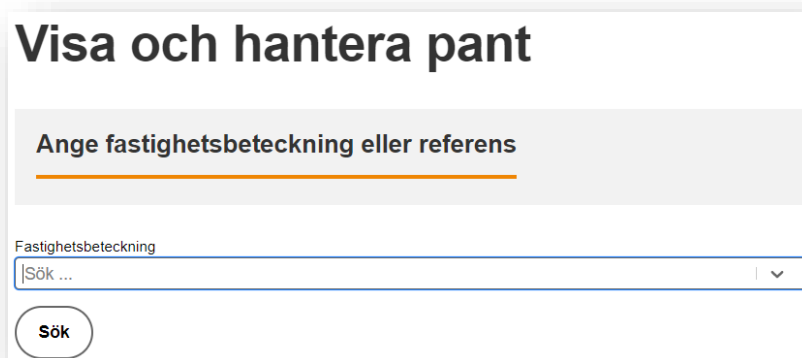 Visa och hantera pant
Ange fastighetsbeteckning eller referens
Fastighetsbeteckning
Sök ...
Sök